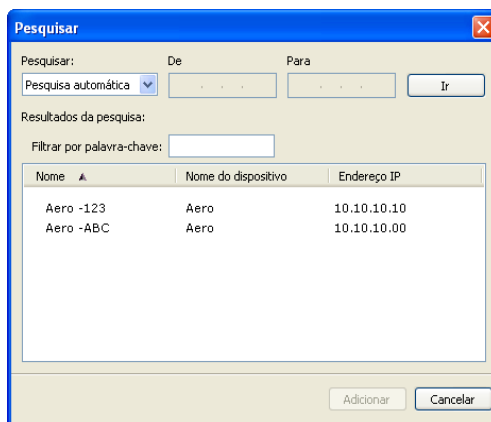 Pesquisar
Pesquisar: De Para
Pesquisa automática . . . . . . Ir
Resultados da pesquisa:
Filtrar por palavra-chave:
Nome Nome do dispositivo Endereço IP
Aero -123 Aero 10.10.10.10
Aero -ABC Aero 10.10.10.00
Adicionar Cancelar